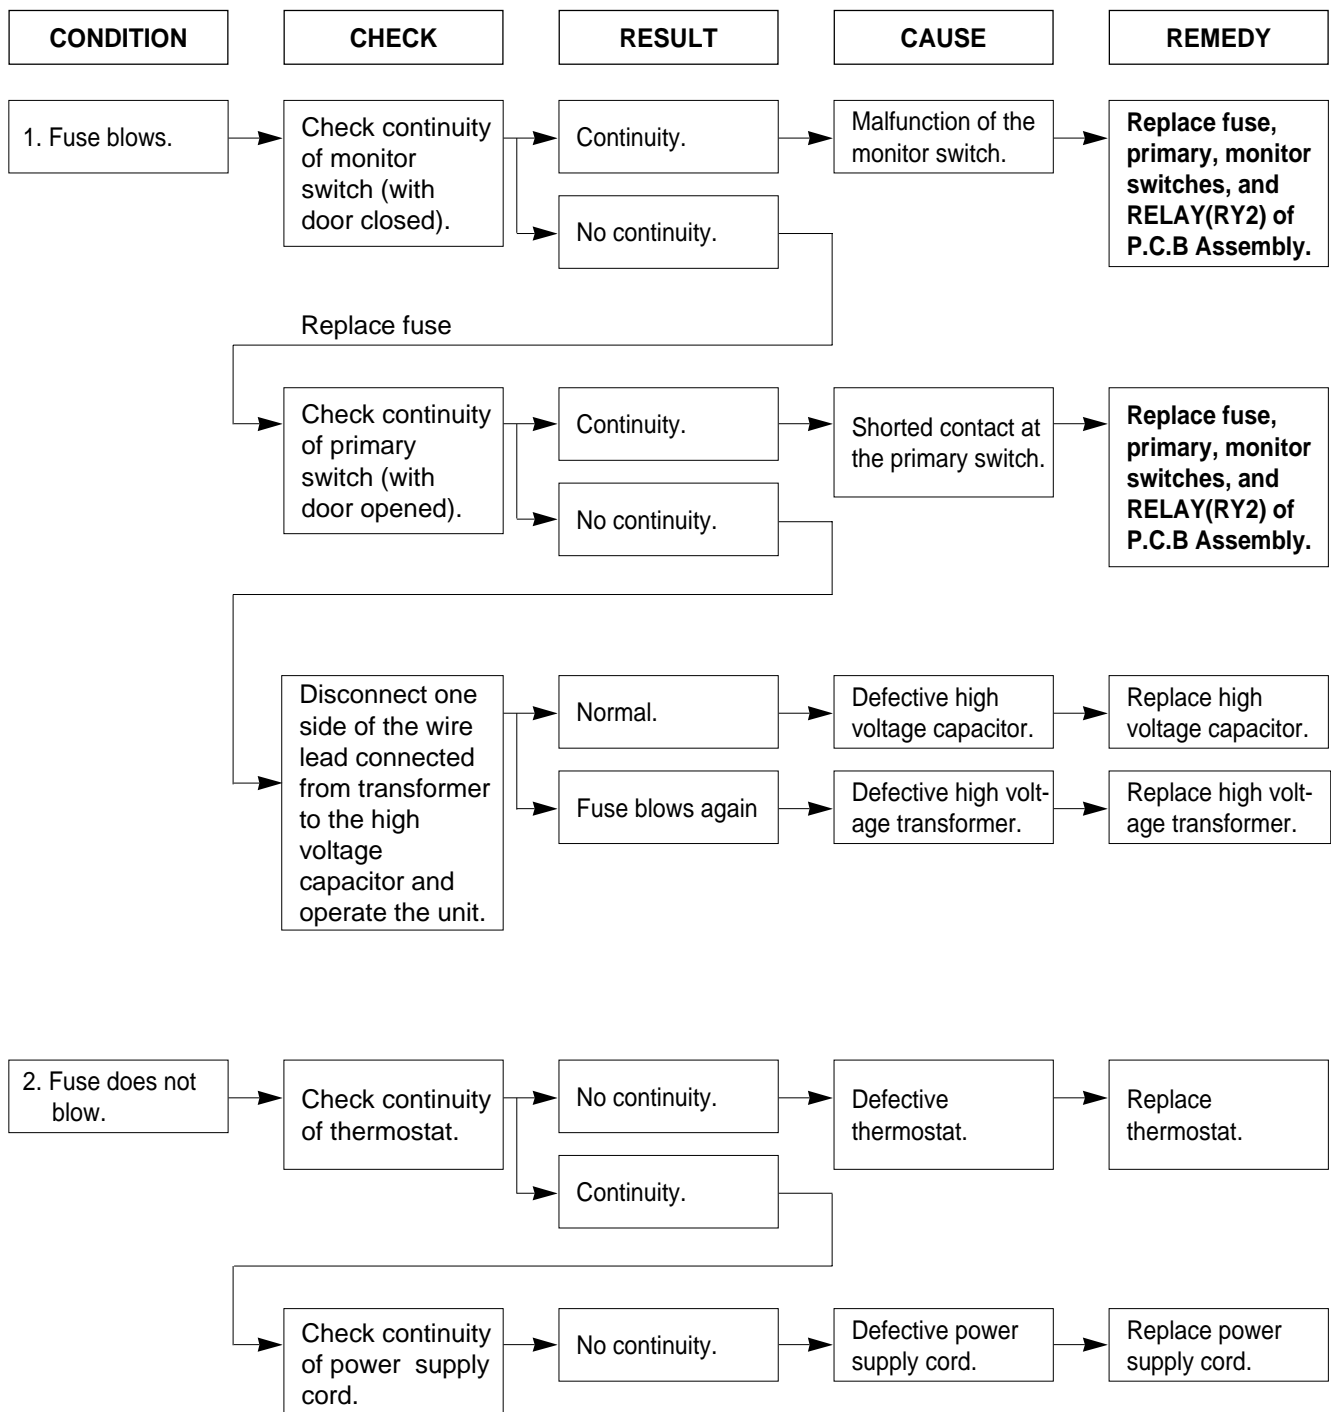 CONDITION
CHECK
RESULT
CAUSE
REMEDY
1. Fuse blows.
Check continuity
of monitor
switch (with
door closed).
Continuity.
Malfunction of the
monitor switch.
Replace fuse,
primary, monitor
switches, and
RELAY(RY2) of
P.C.B Assembly.
No continuity.
Replace fuse
Check continuity
of primary
switch (with
door opened).
Continuity.
Shorted contact at
the primary switch.
Replace fuse,
primary, monitor
switches, and
RELAY(RY2) of
P.C.B Assembly.
No continuity.
Disconnect one
side of the wire
lead connected
from transformer
to the high
voltage
capacitor and
operate the unit.
Normal.
Defective high
voltage capacitor.
Replace high
voltage capacitor.
Fuse blows again
Defective high volt-
age transformer.
Replace high volt-
age transformer.
2. Fuse does not
blow.
Check continuity
of thermostat.
No continuity.
Defective
thermostat.
Replace
thermostat.
Continuity.
Check continuity
of power supply
cord.
No continuity.
Defective power
supply cord.
Replace power
supply cord.